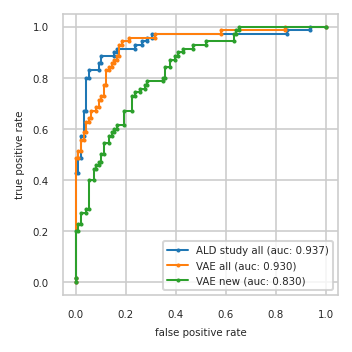 1.0
0.8
0.6
0.4
0.2
0.0
true positive rate
ALD study all (auc: 0.937)
VAE all (auc: 0.930)
VAE new (auc: 0.830)
0.0 0.2 0.4 0.6 0.8 1.0
false positive rate